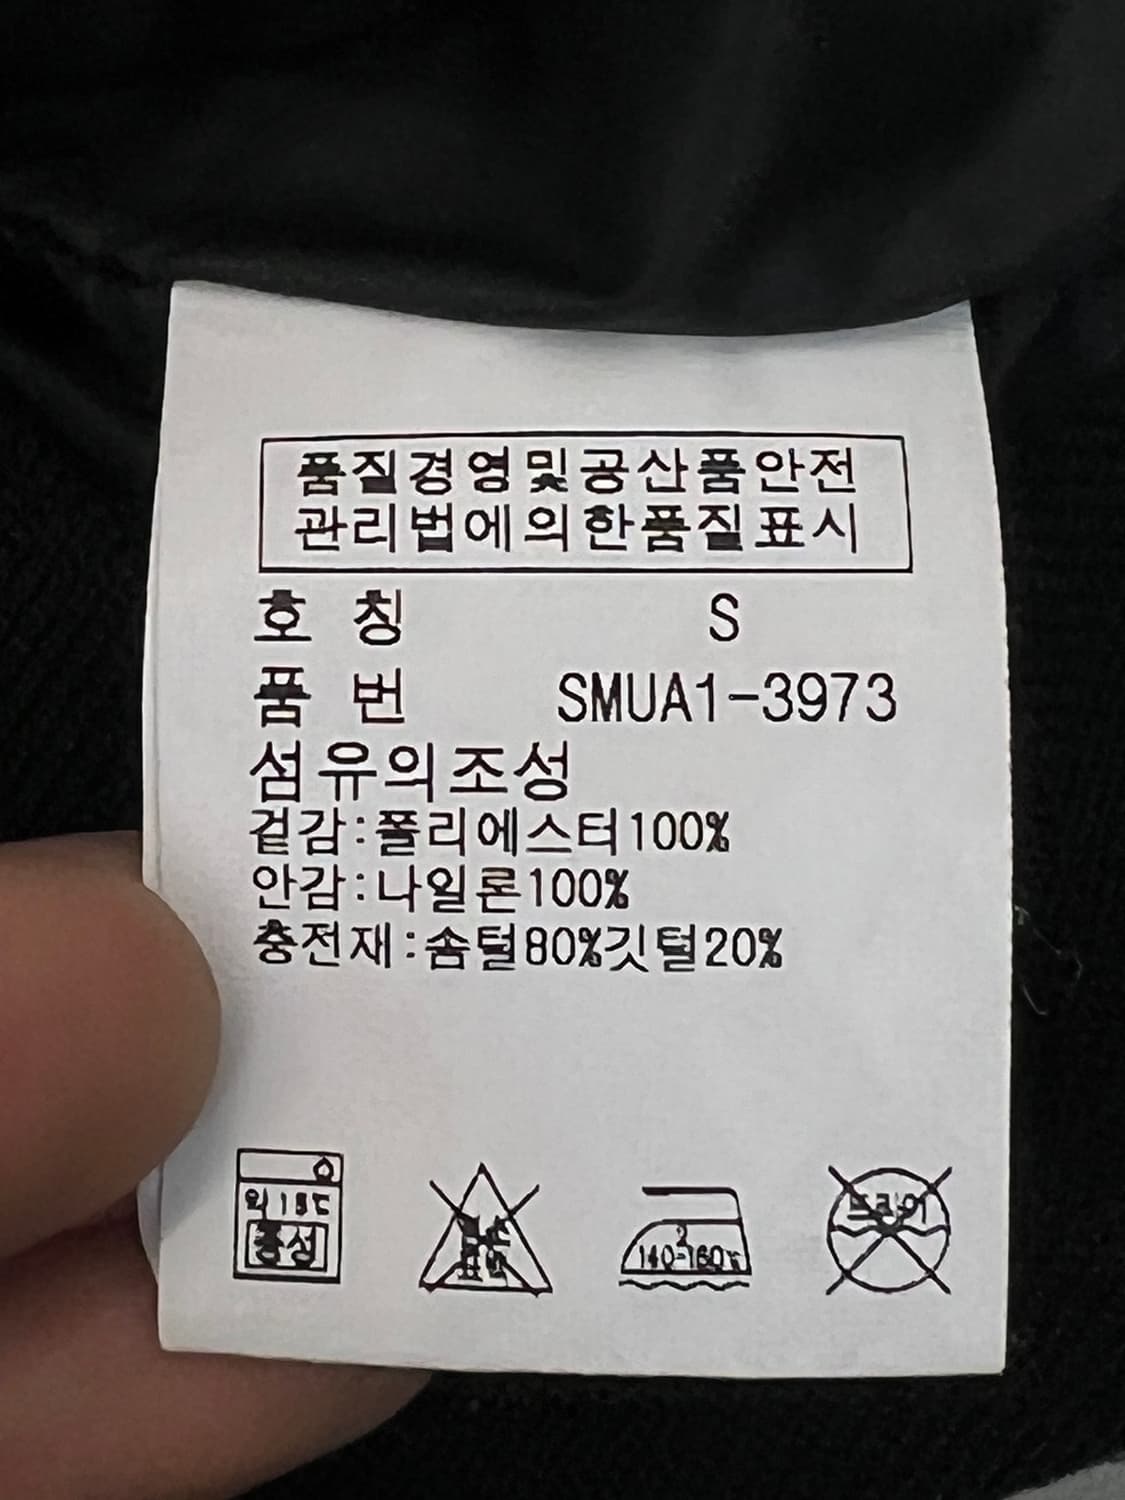 품질경영및공산품안전
관리법에의한품질표시
호 칭 S
품 번 SMUA1-3973
섬유의조성
겉감:폴리에스터100%
안감:나일론100%
충전재:솜털80%깃털20%
중성
2
140-160℃
드라이